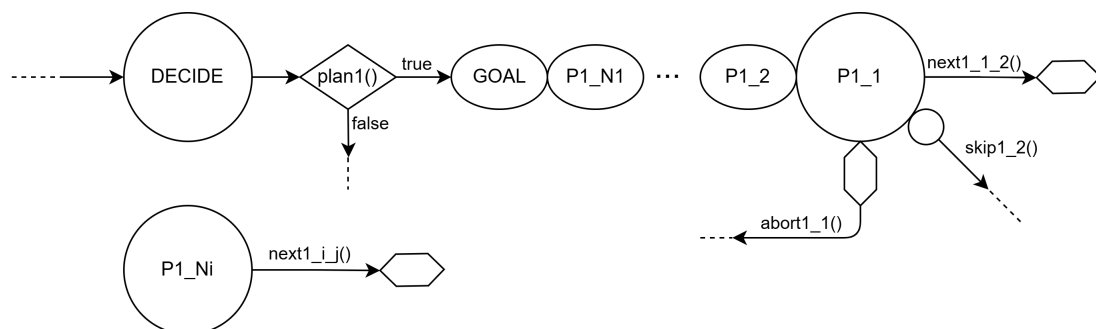 DECIDE
plan1()
true
false
GOAL
P1_N1
...
P1_2
P1_1
next1_1_2()
skip1_2()
abort1_1()
P1_Ni
next1_i_j()